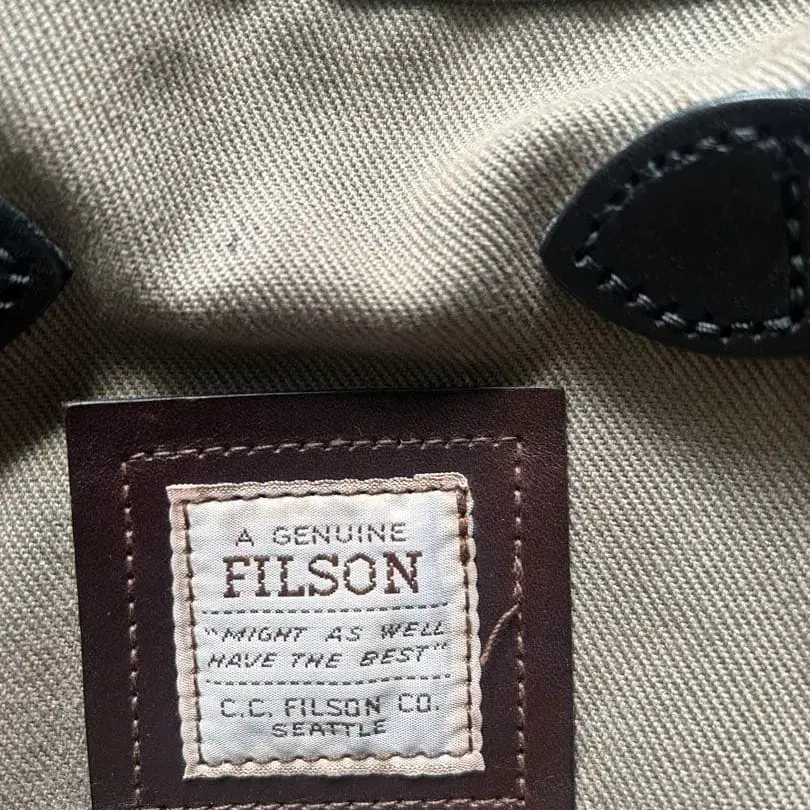 A GENUINE
FILSON
"MIGHT AS WELL
HAVE THE BEST"
C.C. FILSON CO.
SEATTLE